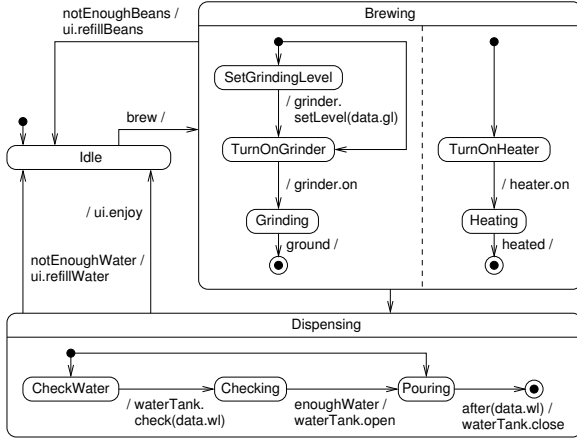 notEnoughBeans /
ui.refillBeans
Brewing
SetGrindingLevel
/ grinder.
setLevel(data.gl)
brew /
Idle
TurnOnGrinder
TurnOnHeater
/ grinder.on
/ heater.on
/ ui.enjoy
Grinding
Heating
ground /
heated /
notEnoughWater /
ui.refillWater
Dispensing
CheckWater
Checking
Pouring
/ waterTank.
check(data.wl)
enoughWater /
waterTank.open
after(data.wl) /
waterTank.close